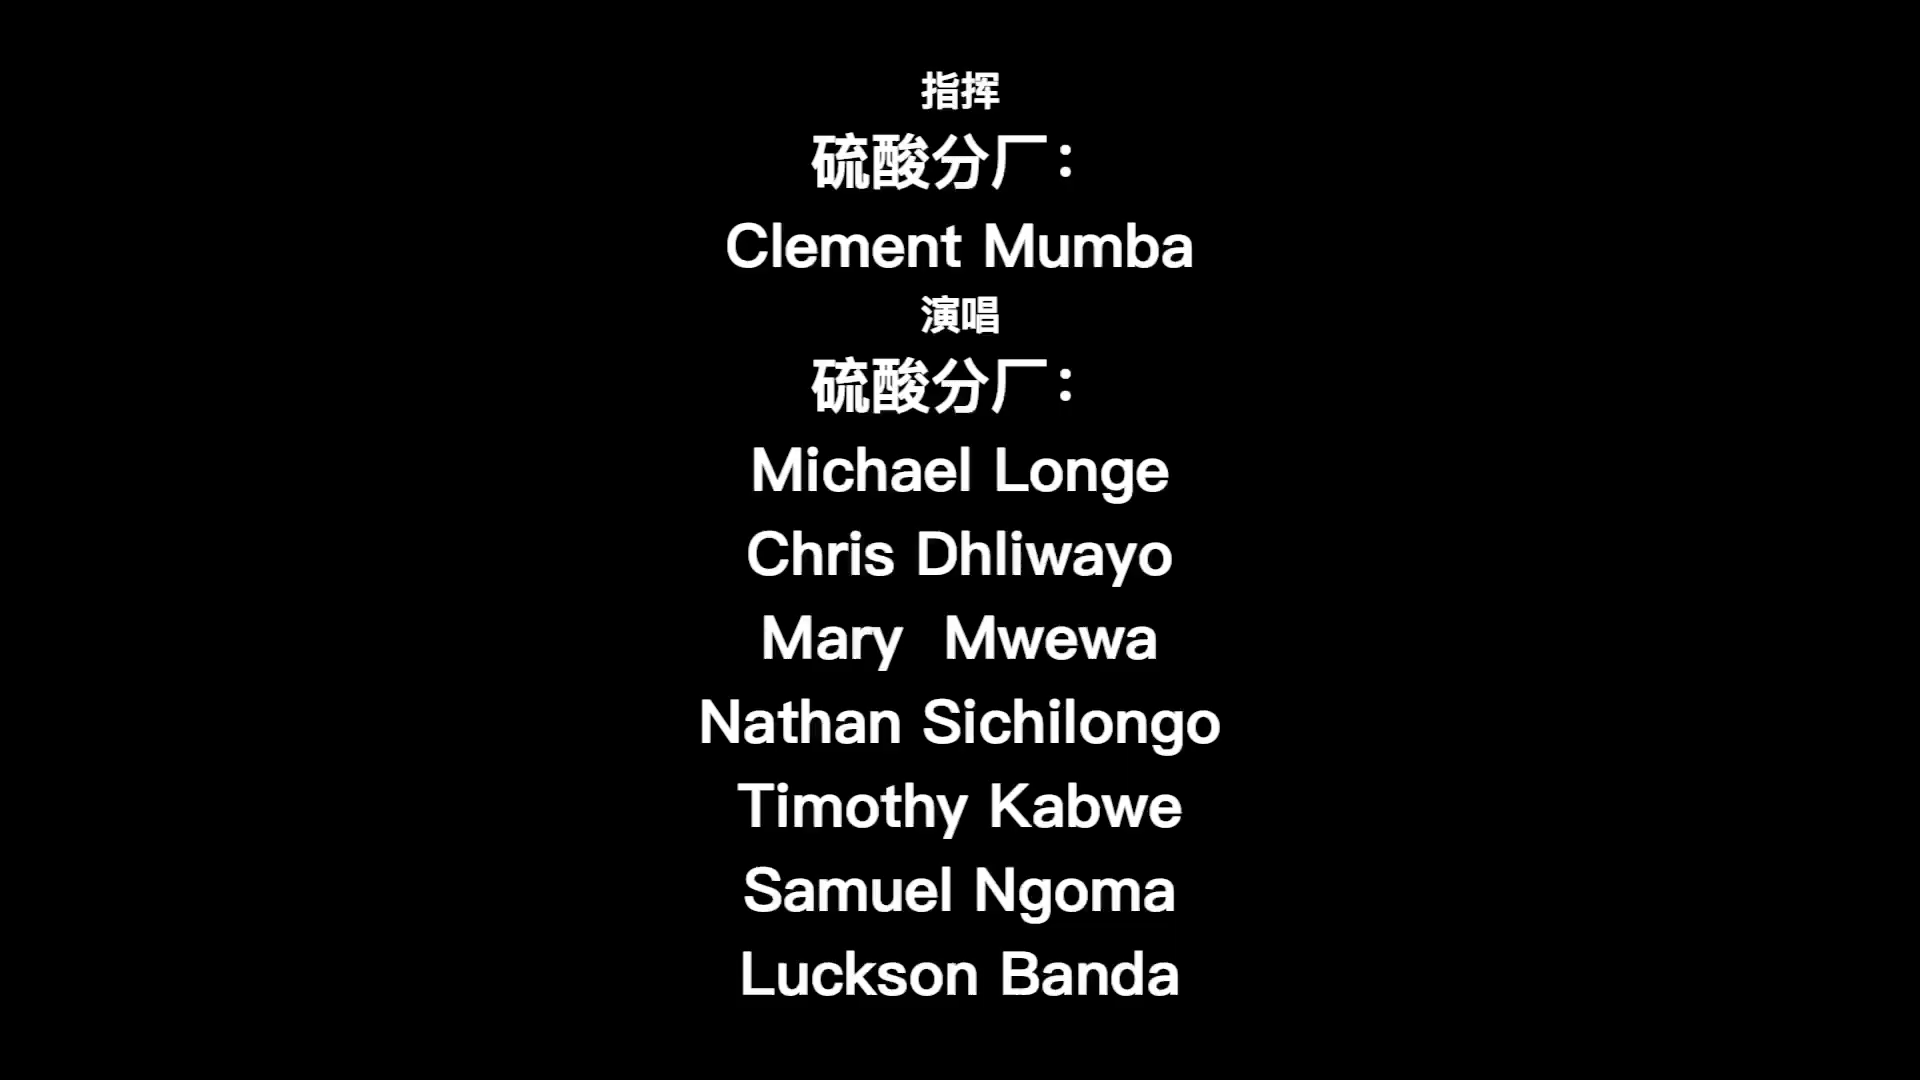 指挥
硫酸分厂：
Clement Mumba
演唱
硫酸分厂：
Michael Longe
Chris Dhliwayo
Mary  Mwewa
Nathan Sichilongo
Timothy Kabwe
Samuel Ngoma
Luckson Banda